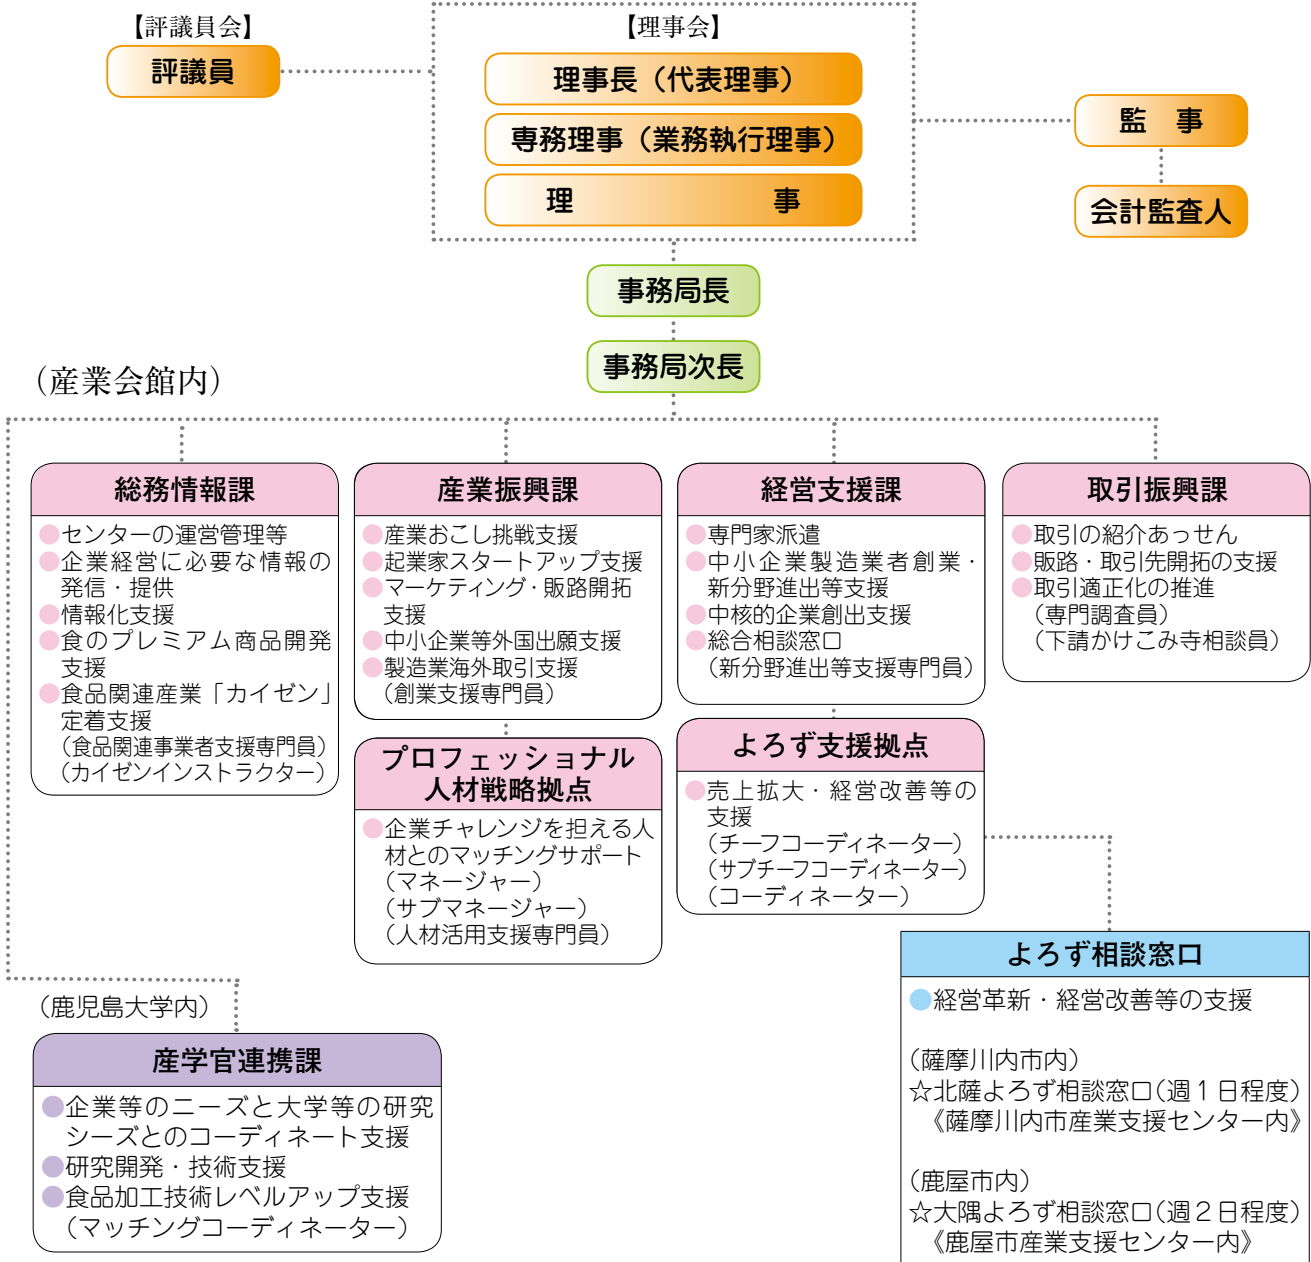 【評議員会】
評議員
【理事会】
理事長（代表理事）
専務理事（業務執行理事）
理　　　　　事
監　事
会計監査人
事務局長
事務局次長
（産業会館内）
総務情報課
●センターの運営管理等
●企業経営に必要な情報の
発信・提供
●情報化支援
●食のプレミアム商品開発
支援
●食品関連産業「カイゼン」
定着支援
（食品関連事業者支援専門員）
（カイゼンインストラクター）
産業振興課
●産業おこし挑戦支援
●起業家スタートアップ支援
●マーケティング・販路開拓
支援
●中小企業等外国出願支援
●製造業海外取引支援
（創業支援専門員）
プロフェッショナル
人材戦略拠点
●企業チャレンジを担える人
材とのマッチングサポート
（マネージャー）
（サブマネージャー）
（人材活用支援専門員）
経営支援課
●専門家派遣
●中小企業製造業者創業・
新分野進出等支援
●中核的企業創出支援
●総合相談窓口
（新分野進出等支援専門員）
よろず支援拠点
●売上拡大・経営改善等の
支援
（チーフコーディネーター）
（サブチーフコーディネーター）
（コーディネーター）
取引振興課
●取引の紹介あっせん
●販路・取引先開拓の支援
●取引適正化の推進
（専門調査員）
（下請かけこみ寺相談員）
よろず相談窓口
●経営革新・経営改善等の支援
（薩摩川内市内）
☆北薩よろず相談窓口（週１日程度）
《薩摩川内市産業支援センター内》
（鹿屋市内）
☆大隅よろず相談窓口（週２日程度）
《鹿屋市産業支援センター内》
（鹿児島大学内）
産学官連携課
●企業等のニーズと大学等の研究
シーズとのコーディネート支援
●研究開発・技術支援
●食品加工技術レベルアップ支援
（マッチングコーディネーター）